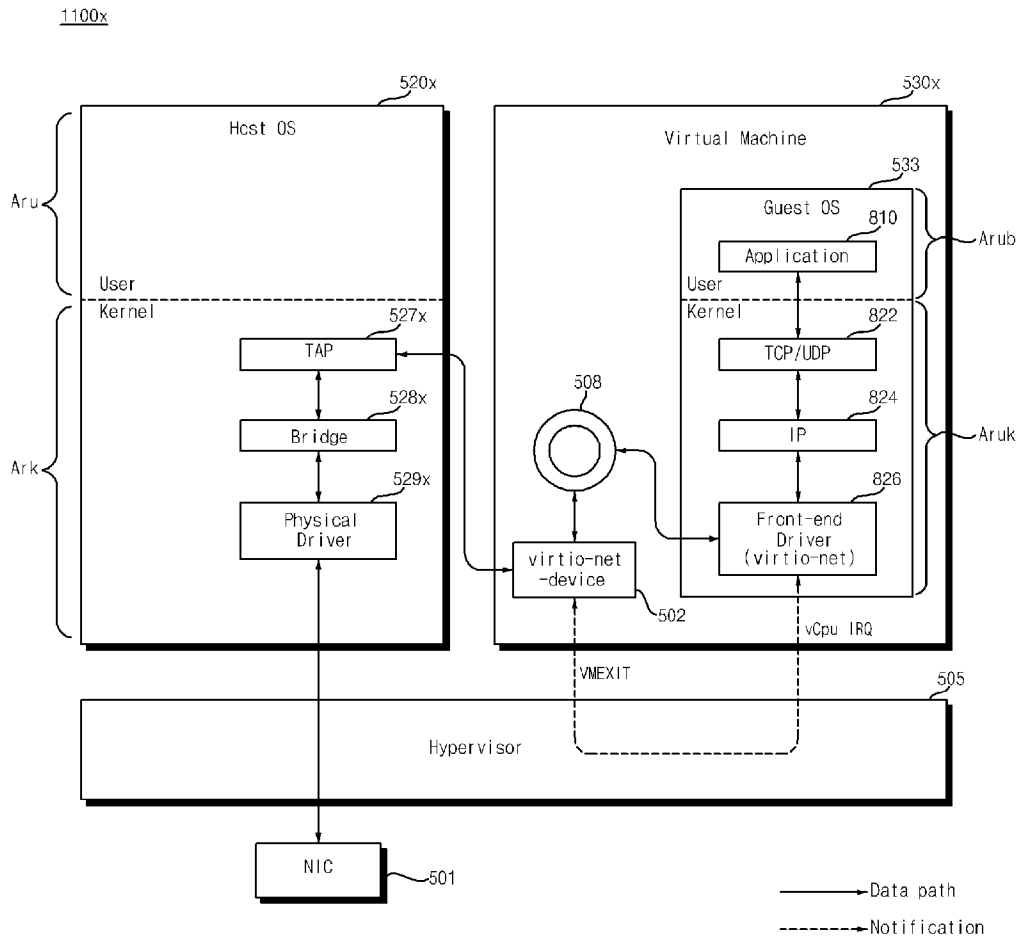 1100x
520x
530x
Host OS
Virtual Machine
533
Guest OS
810
Application
Aru
Arub
User
Kernel
User
Kernel
527x
TAP
822
TCP/UDP
508
528x
Bridge
824
IP
Ark
Aruk
529x
Physical
Driver
826
Front-end
Driver
(virtio-net)
virtio-net
-device
502
vCpu IRQ
VMEXIT
505
Hypervisor
NIC
501
Data path
Notification